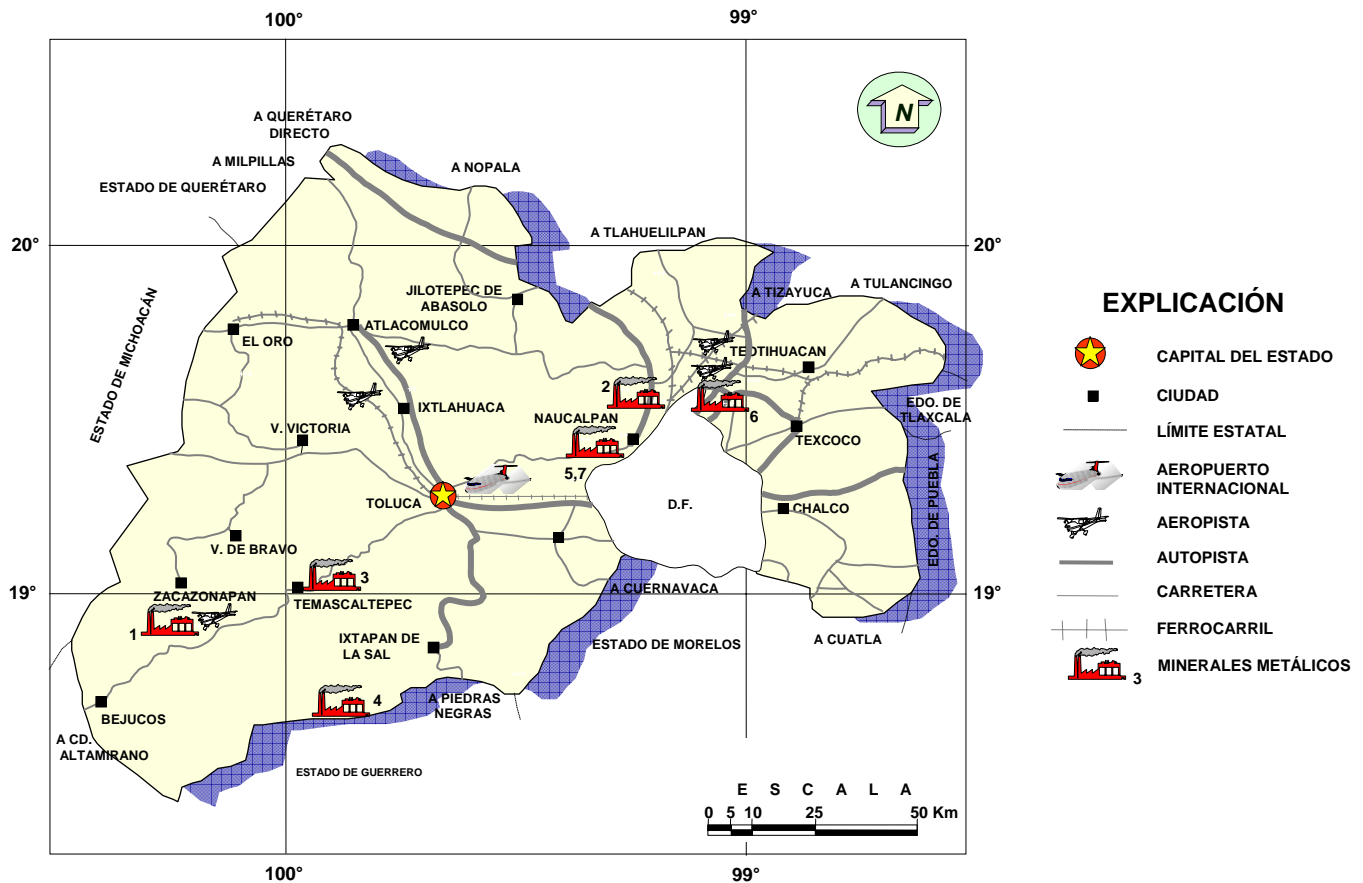 100°
99°
A QUERÉTARO
DIRECTO
A MILPILLAS
A NOPALA
ESTADO DE QUERÉTARO
N
20°
20°
A TLAHUELILPAN
A TIZAYUCA
A TULANCINGO
JILOTEPEC DE
ABASOLO
ATLACOMULCO
EL ORO
TEOTIHUACAN
ESTADO DE MICHOACÁN
2
6
IXTLAHUACA
NAUCALPAN
EDO. DE
TLAXCALA
V. VICTORIA
TEXCOCO
5,7
TOLUCA
D.F.
CHALCO
EDO. DE PUEBLA
V. DE BRAVO
3
19°
19°
ZACAZONAPAN
TEMASCALTEPEC
A CUERNAVACA
1
IXTAPAN DE
LA SAL
ESTADO DE MORELOS
A CUATLA
4
A PIEDRAS
NEGRAS
BEJUCOS
A CD.
ALTAMIRANO
ESTADO DE GUERRERO
E S C A L A
0 5 10 25 50 Km
100°
99°
EXPLICACIÓN
CAPITAL DEL ESTADO
CIUDAD
LÍMITE ESTATAL
AEROPUERTO
INTERNACIONAL
AEROPISTA
AUTOPISTA
CARRETERA
FERROCARRIL
MINERALES METÁLICOS
3